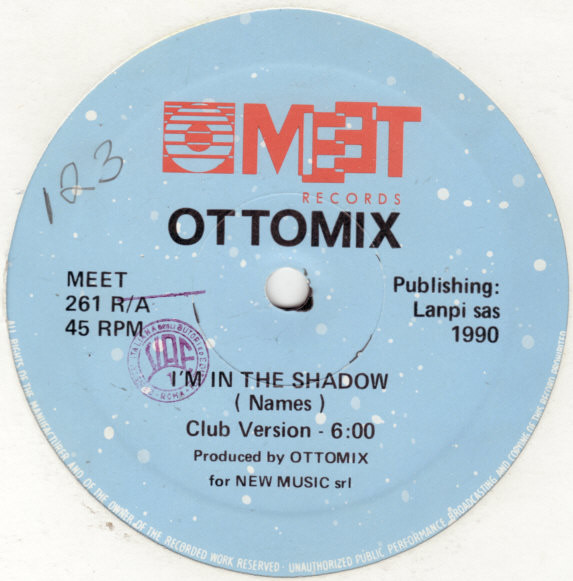 MEET
RECORDS
123
OTTOMIX
MEET
261 R/A
45 RPM
Publishing:
Lanpi sas
1990
I'M IN THE SHADOW
( Names )
Club Version - 6:00
Produced by OTTOMIX
for NEW MUSIC srl
ALL RIGHTS OF THE MANUFACTURER AND OF THE OWNER OF THE RECORDED WORK RESERVED - UNAUTHORIZED PUBLIC PERFORMANCE BROADCASTING AND COPYING OF THIS RECORD PROHIBITED
ROMA